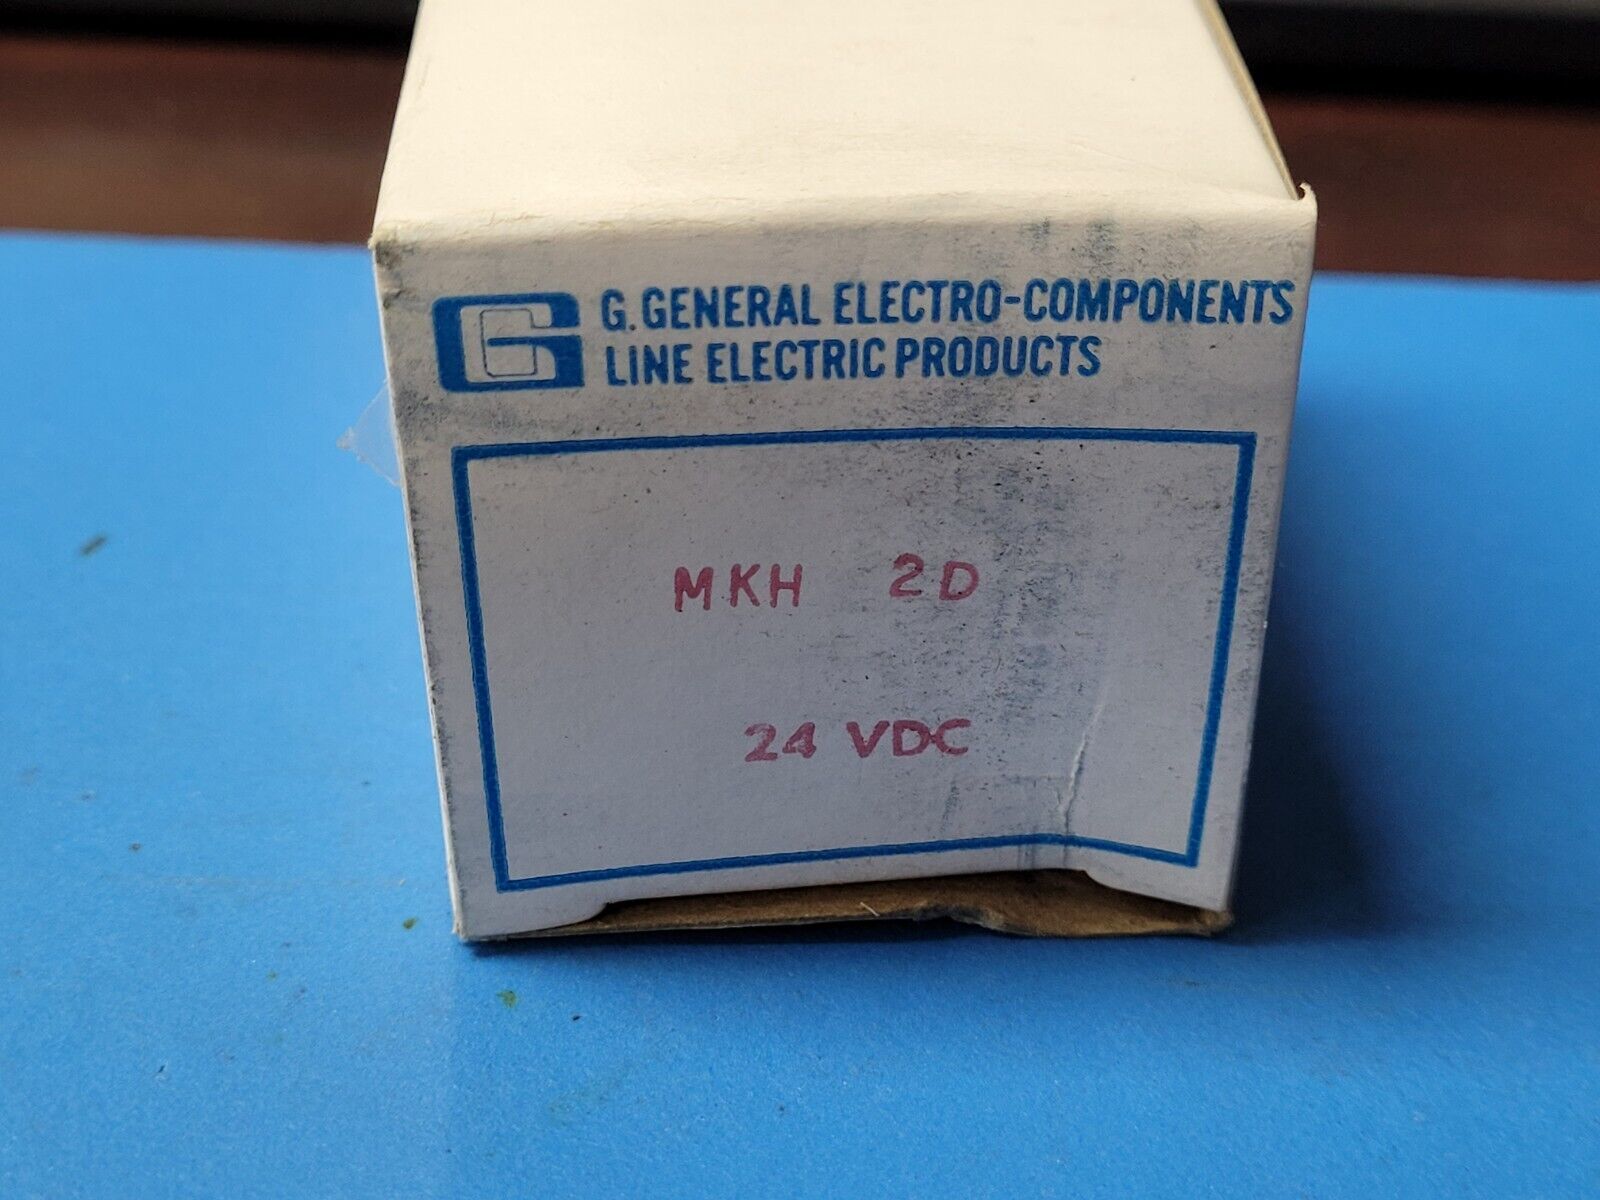 G G. GENERAL ELECTRO-COMPONENTS
LINE ELECTRIC PRODUCTS
MKH 2D
24 VDC